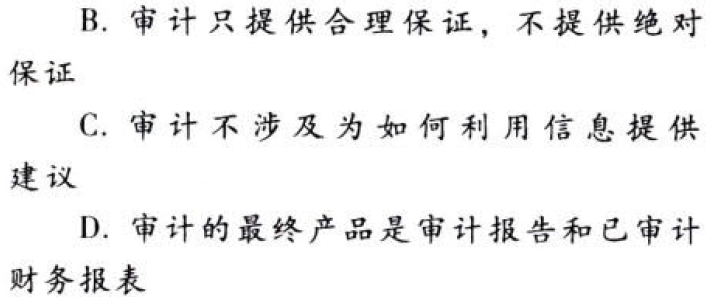 B. 审计只提供合理保证，不提供绝对
保证
C. 审计不涉及为如何利用信息提供
建议
D. 审计的最终产品是审计报告和已审计
财务报表